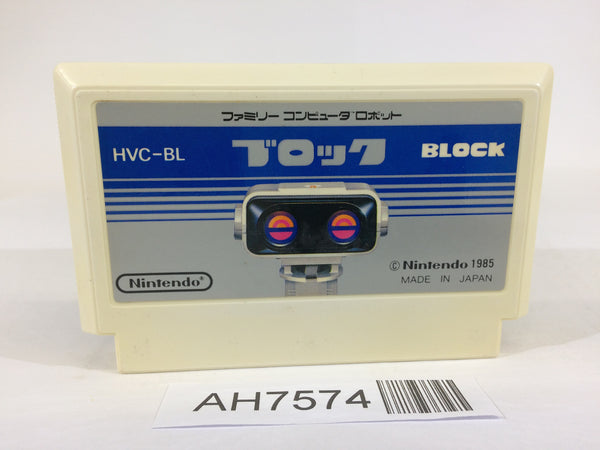 ファミリー コンピュータ ロボット
HVC-BL ブロック BLOCK
© Nintendo 1985
Nintendo® MADE IN JAPAN
AH7574